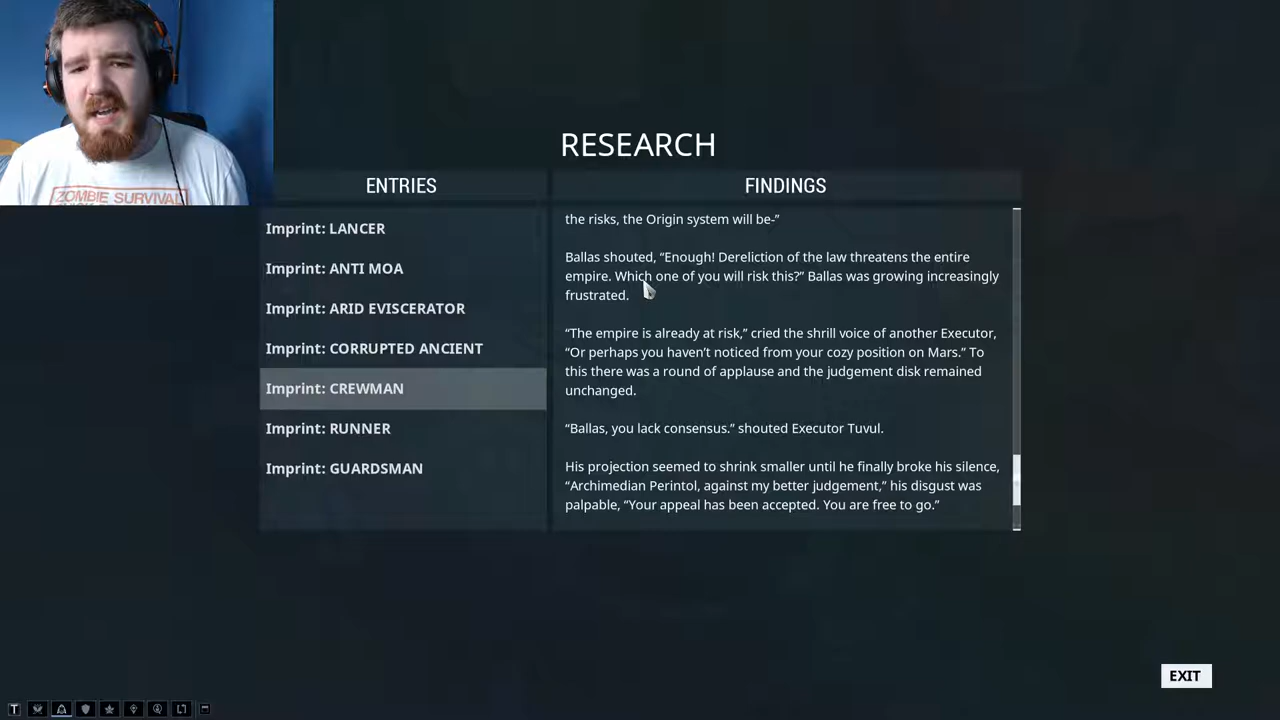 ZOMBIE SURVIVAL
RESEARCH
ENTRIES
FINDINGS
Imprint: LANCER
Imprint: ANTI MOA
Imprint: ARID EVISCERATOR
Imprint: CORRUPTED ANCIENT
Imprint: CREWMAN
Imprint: RUNNER
Imprint: GUARDSMAN
the risks, the Origin system will be-”
Ballas shouted, “Enough! Dereliction of the law threatens the entire
empire. Which one of you will risk this?” Ballas was growing increasingly
frustrated.
“The empire is already at risk,” cried the shrill voice of another Executor,
“Or perhaps you haven’t noticed from your cozy position on Mars.” To
this there was a round of applause and the judgement disk remained
unchanged.
“Ballas, you lack consensus.” shouted Executor Tuvul.
His projection seemed to shrink smaller until he finally broke his silence,
“Archimedian Perintol, against my better judgement,” his disgust was
palpable, “Your appeal has been accepted. You are free to go.”
EXIT
T